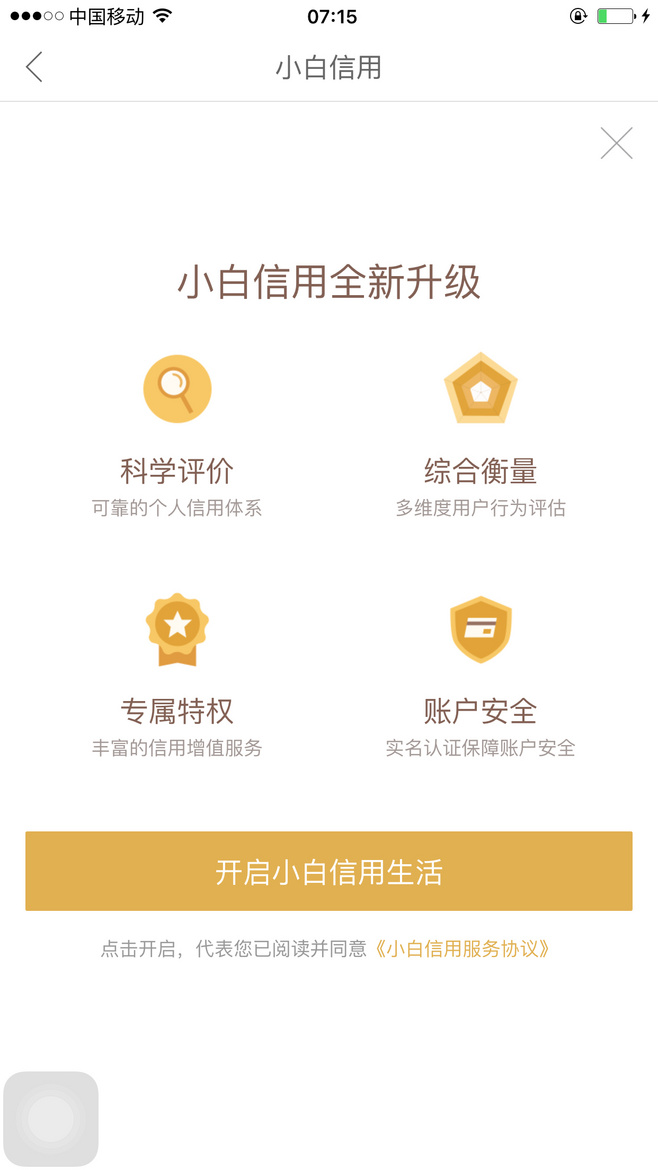 中国移动 07:15
小白信用
小白信用全新升级
科学评价 综合衡量
可靠的个人信用体系 多维度用户行为评估
专属特权 账户安全
丰富的信用增值服务 实名认证保障账户安全
开启小白信用生活
点击开启，代表您已阅读并同意《小白信用服务协议》